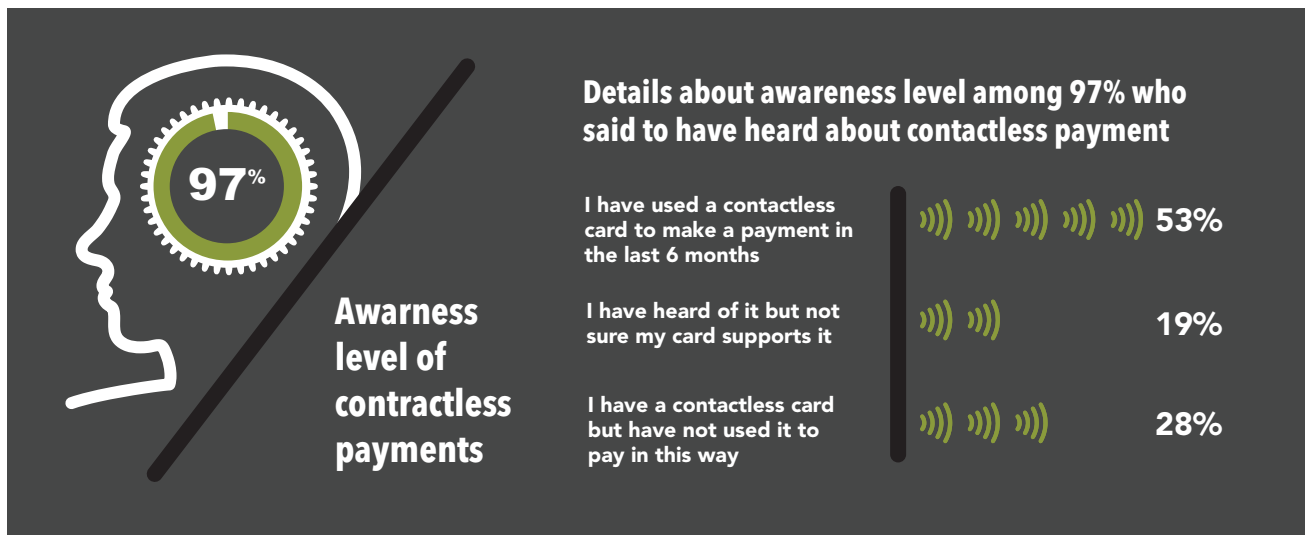 97%
Awarness
level of
contractless
payments
Details about awareness level among 97% who
said to have heard about contactless payment
I have used a contactless
card to make a payment in
the last 6 months
53%
I have heard of it but not
sure my card supports it
19%
I have a contactless card
but have not used it to
pay in this way
28%